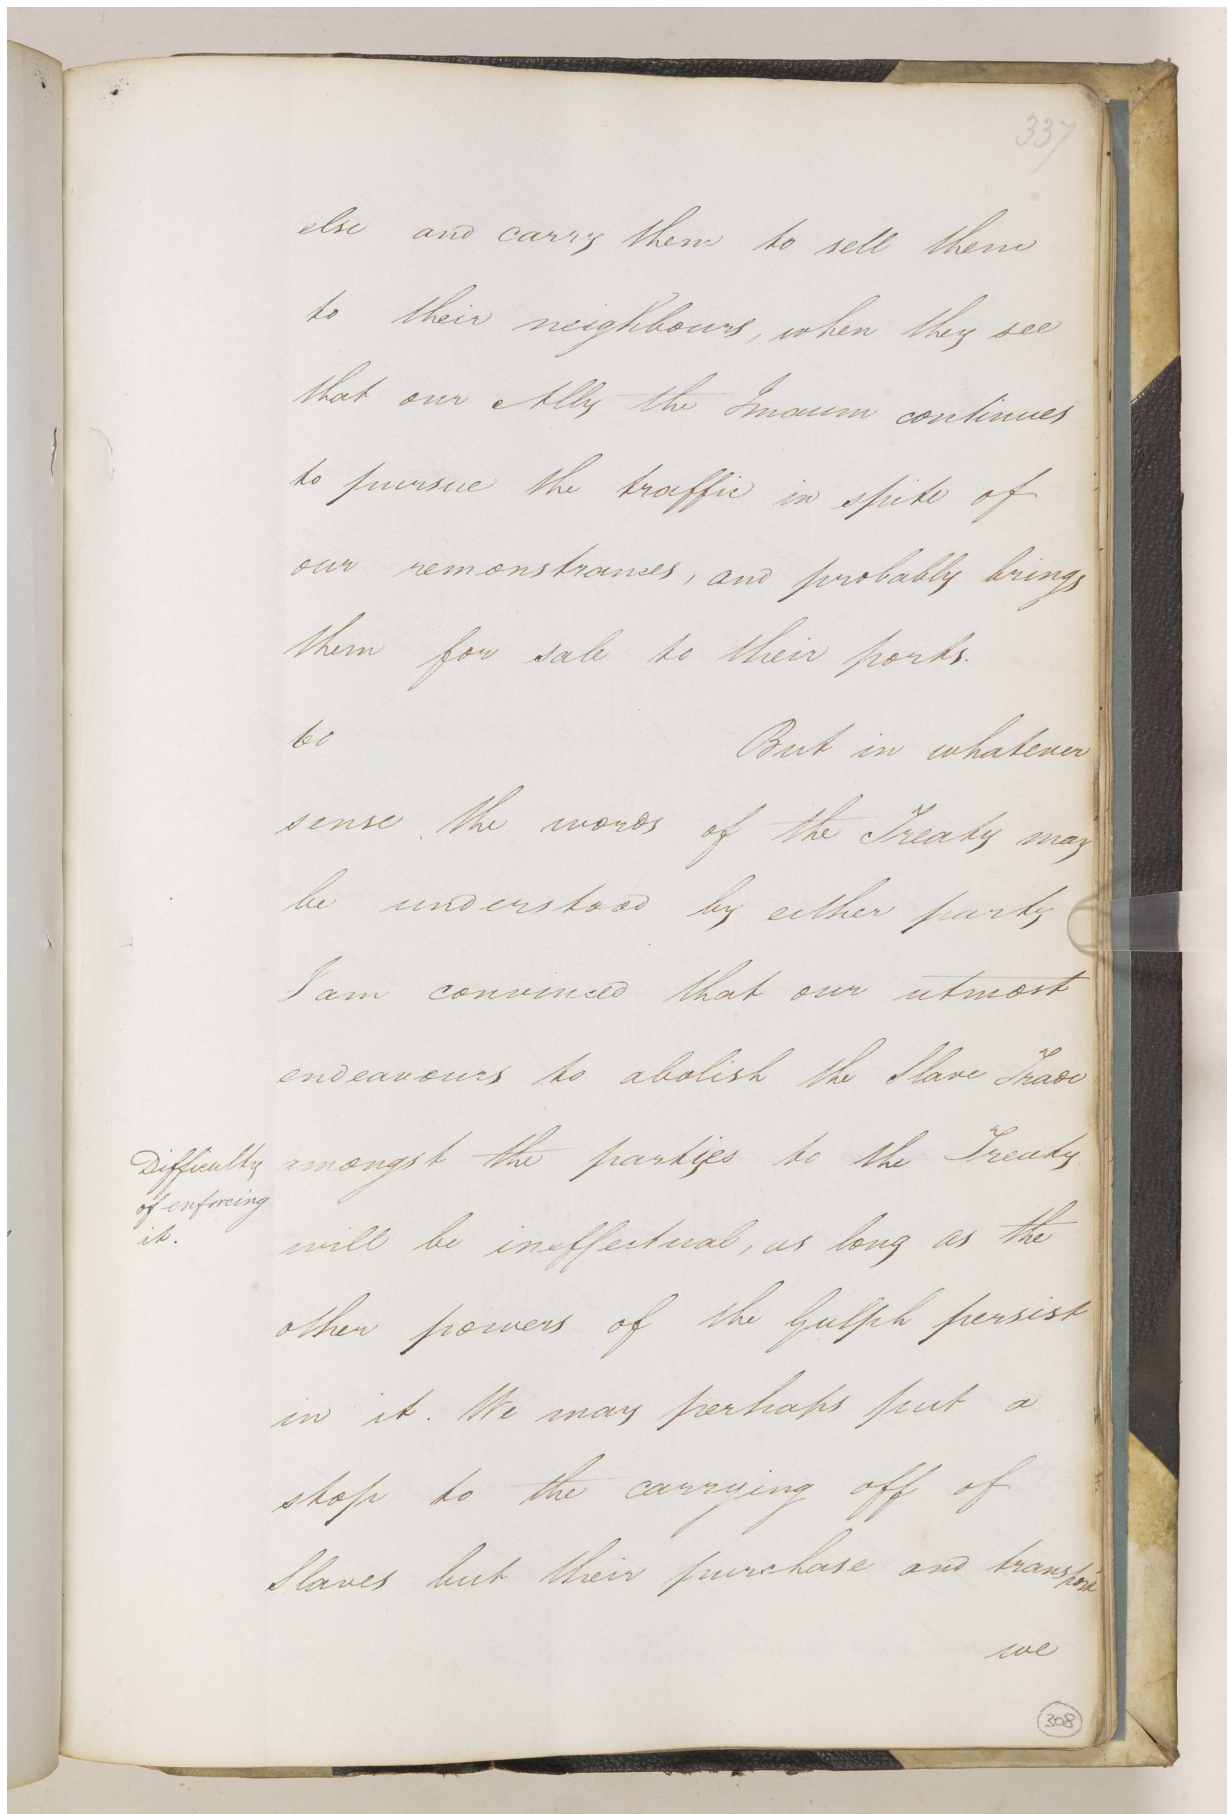 337
else and carry them to sell them
to their neighbours, when they see
that our Ally the Imaum continues
to pursue the traffic in spite of
our remonstrances, and probably brings
them for sale to their ports.
60 But in whatever
sense the words of the Treaty may
be understood by either party
I am convinced that our utmost
endeavours to abolish the Slave Trade
Difficulty
of enforcing
it.
amongst the parties to the Treaty
will be ineffectual, as long as the
other powers of the Gulph persist
in it. We may perhaps put a
stop to the carrying off of
Slaves but their purchase and transport
we
308